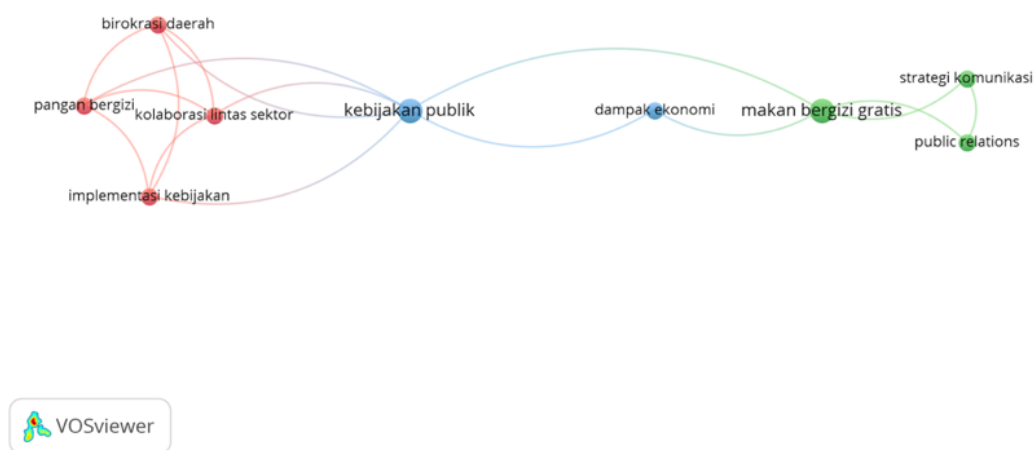 birokrasi daerah
pangan bergizi
kolaborasi lintas sektor
implementasi kebijakan
kebijakan publik
dampak ekonomi
makan bergizi gratis
strategi komunikasi
public relations
VOSviewer